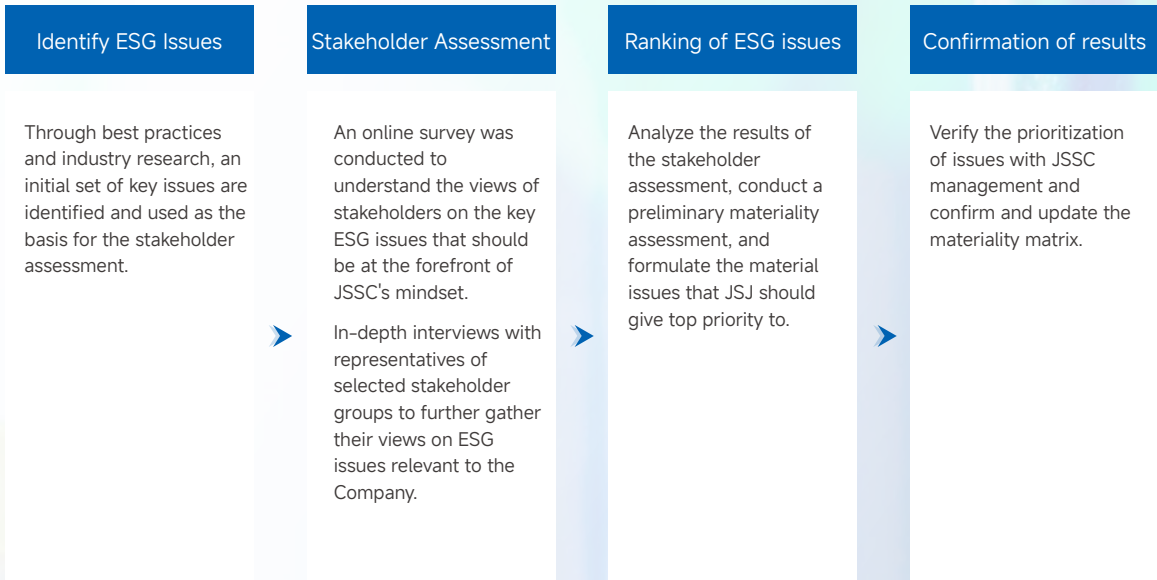 Identify ESG Issues
Through best practices
and industry research, an
initial set of key issues are
identified and used as the
basis for the stakeholder
assessment.
Stakeholder Assessment
An online survey was
conducted to
understand the views of
stakeholders on the key
ESG issues that should
be at the forefront of
JSSC's mindset.
In-depth interviews with
representatives of
selected stakeholder
groups to further gather
their views on ESG
issues relevant to the
Company.
Ranking of ESG issues
Analyze the results of
the stakeholder
assessment, conduct a
preliminary materiality
assessment, and
formulate the material
issues that JSJ should
give top priority to.
Confirmation of results
Verify the prioritization
of issues with JSSC
management and
confirm and update the
materiality matrix.